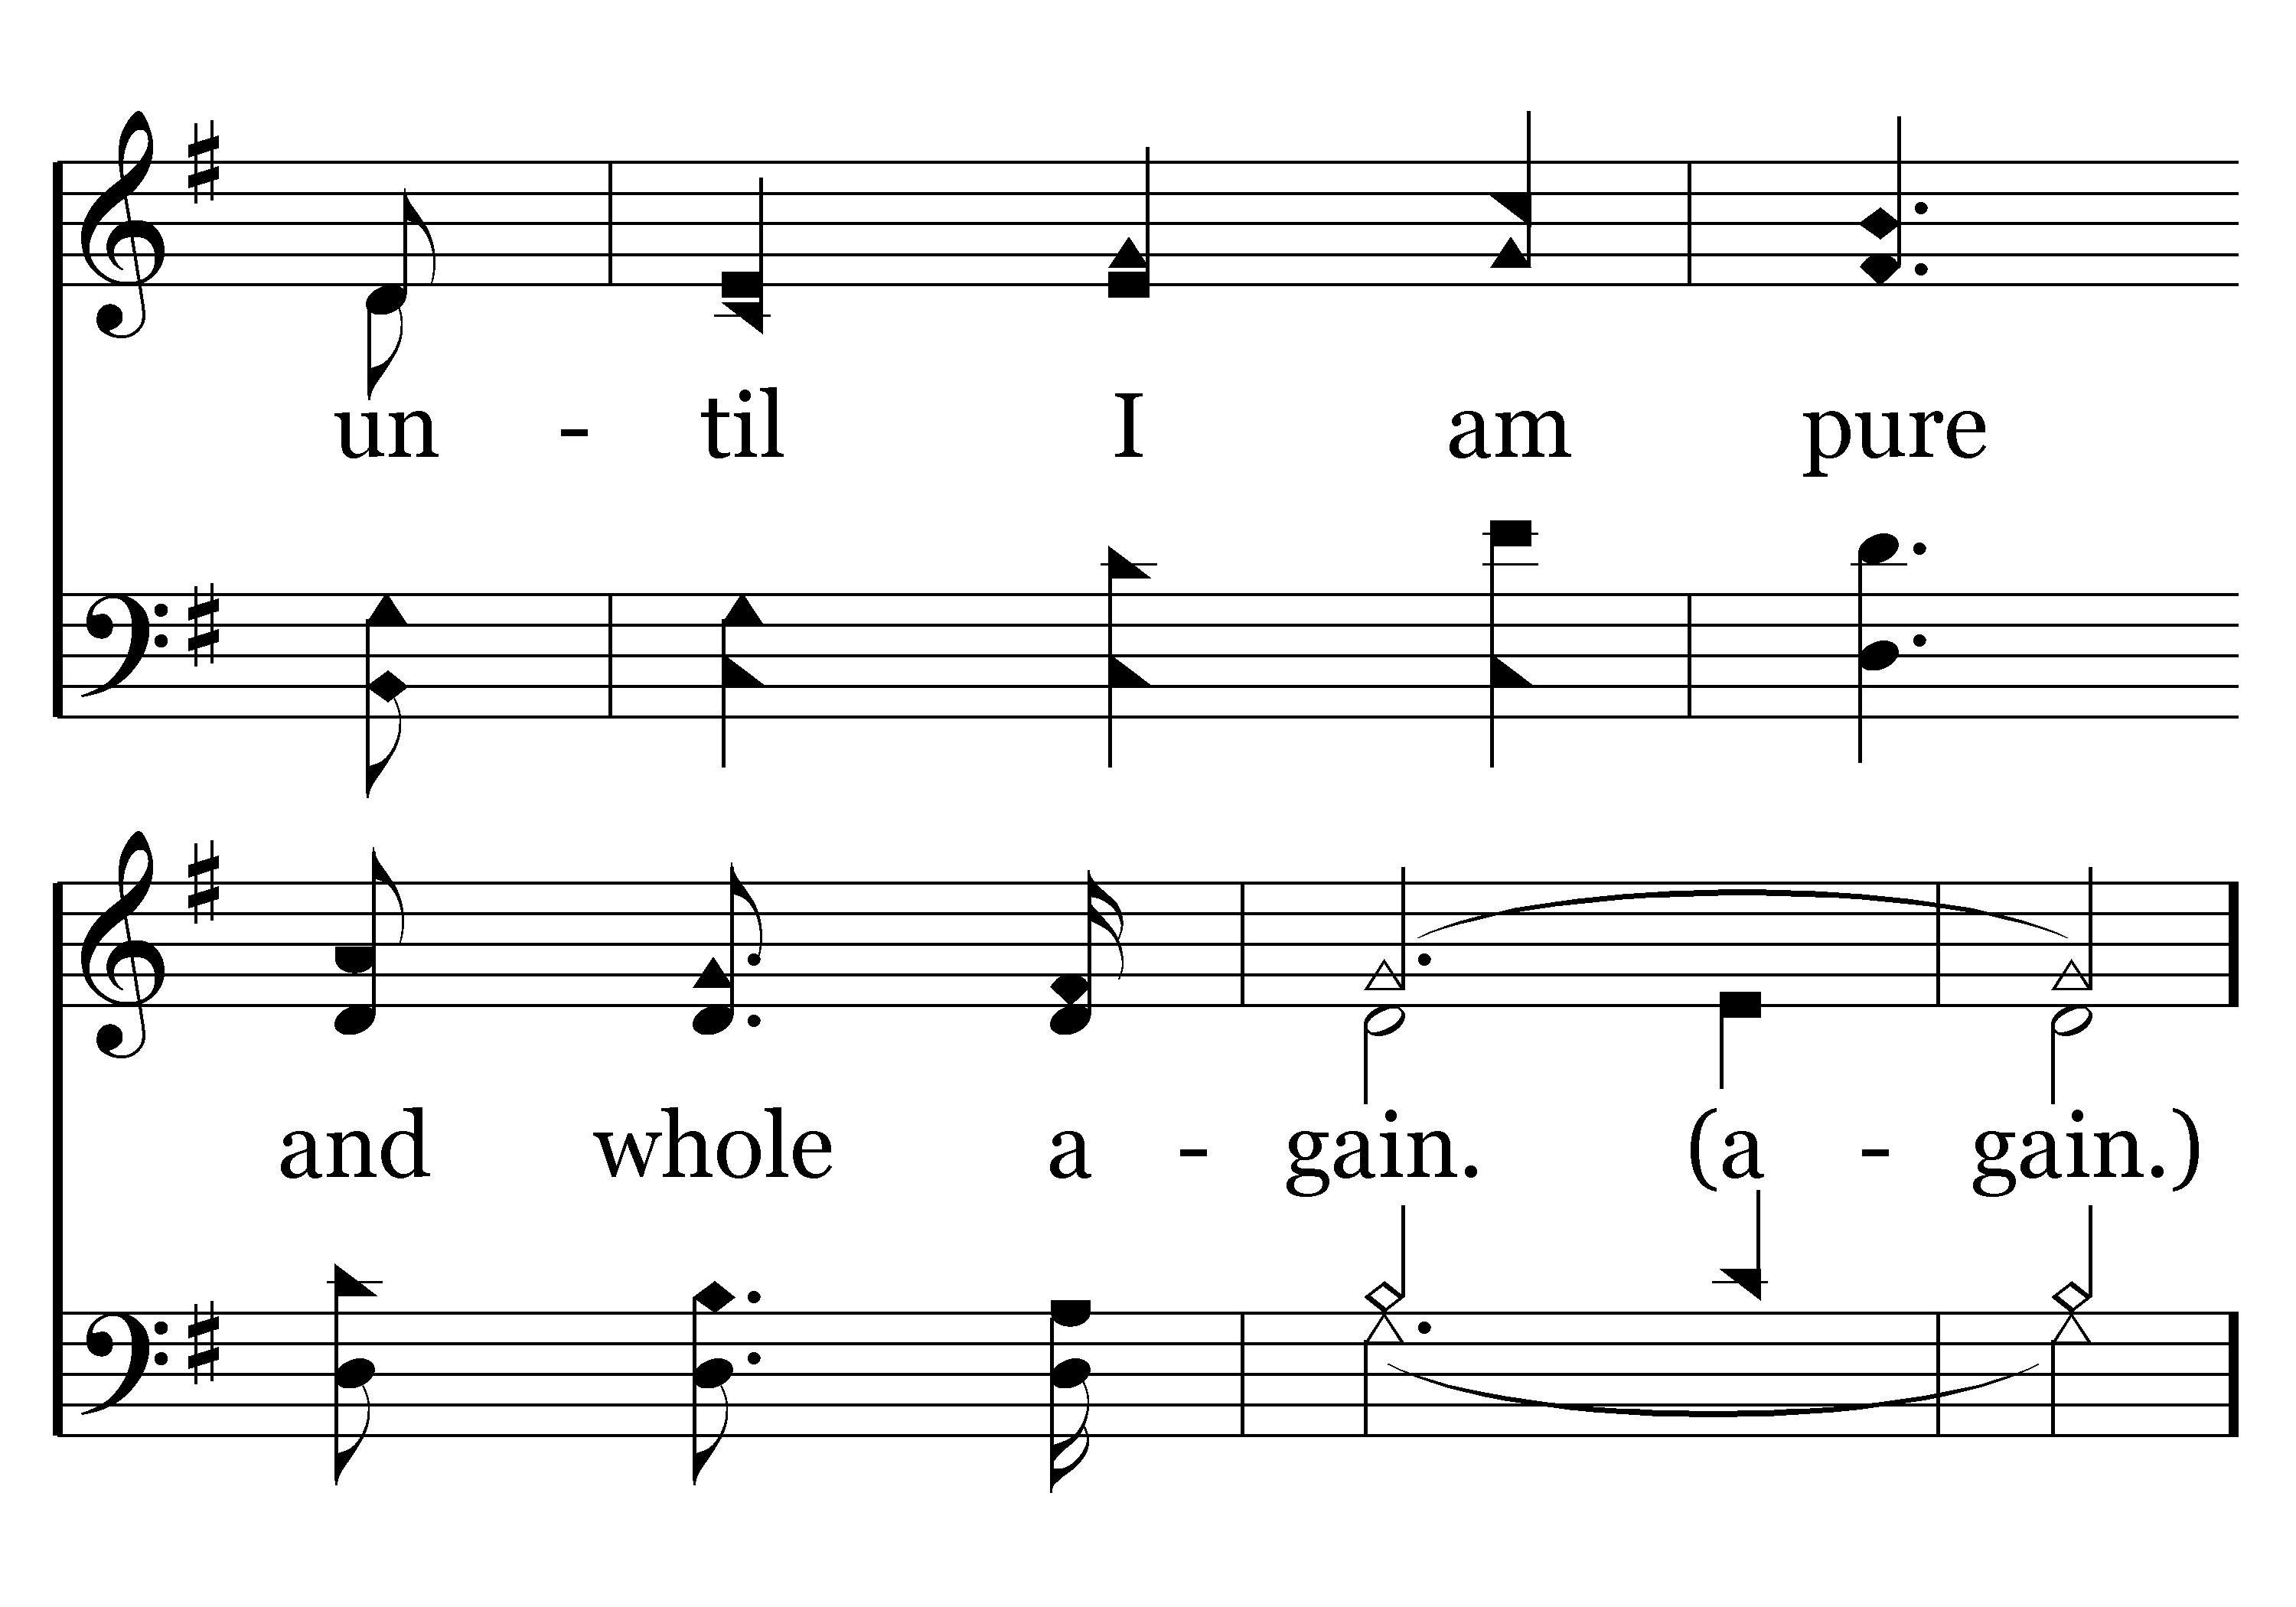 un - til I am pure
and whole a - gain. (a - gain.)